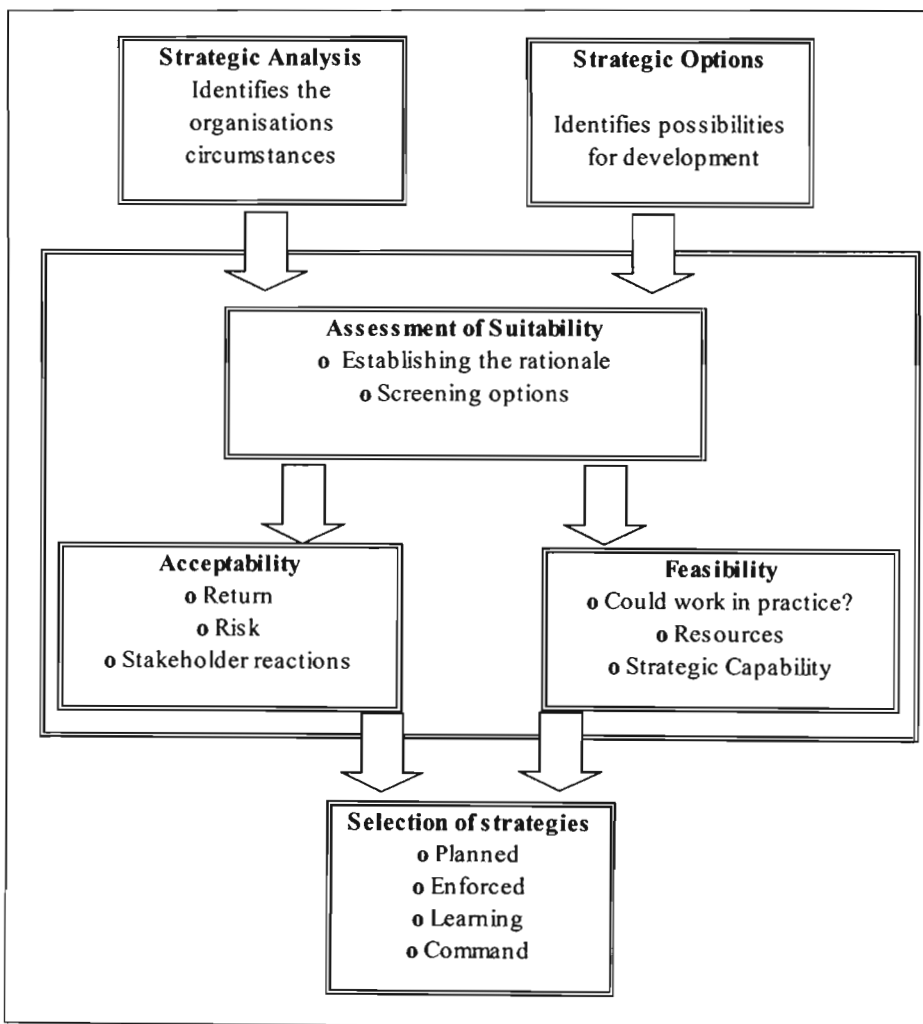 Strategic Analysis
Identifies the
organisations
circumstances
Strategic Options
Identifies possibilities
for development
Assessment of Suitability
o Establishing the rationale
o Screening options
Acceptability
o Return
o Risk
o Stakeholder reactions
Feasibility
o Could work in practice?
o Resources
o Strategic Capability
Selection of strategies
o Planned
o Enforced
o Learning
o Command